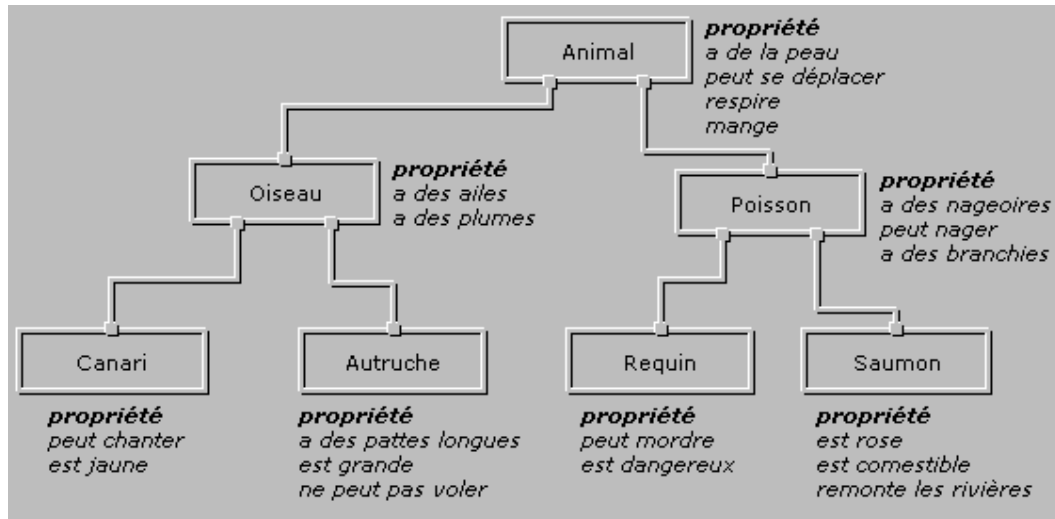 Animal
propriété
a de la peau
peut se déplacer
respire
mange
Oiseau
propriété
a des ailes
a des plumes
Poisson
propriété
a des nageoires
peut nager
a des branchies
Canari
propriété
peut chanter
est jaune
Autruche
propriété
a des pattes longues
est grande
ne peut pas voler
Requin
propriété
peut mordre
est dangereux
Saumon
propriété
est rose
est comestible
remonte les rivières